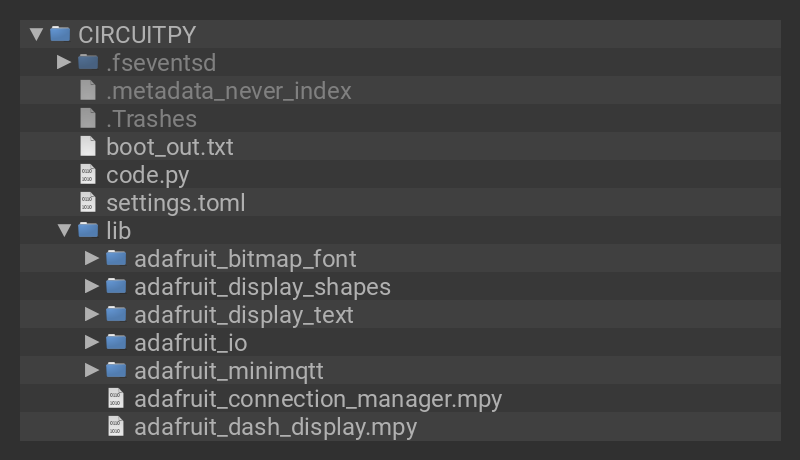 CIRCUITPY
.fseventsd
.metadata_never_index
.Trashes
boot_out.txt
code.py
settings.toml
lib
adafruit_bitmap_font
adafruit_display_shapes
adafruit_display_text
adafruit_io
adafruit_minimqtt
adafruit_connection_manager.mpy
adafruit_dash_display.mpy